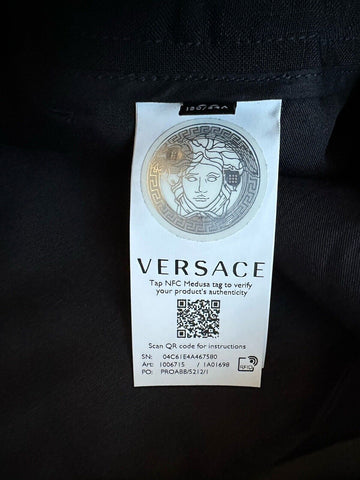 VERSACE
Tap NFC Medusa tag to verify
your product's authenticity
Scan QR code for instructions
SN: 04C61E4A467580
Art: 1006715 / 1A01698
PO: PROABB/5212/1
RFID